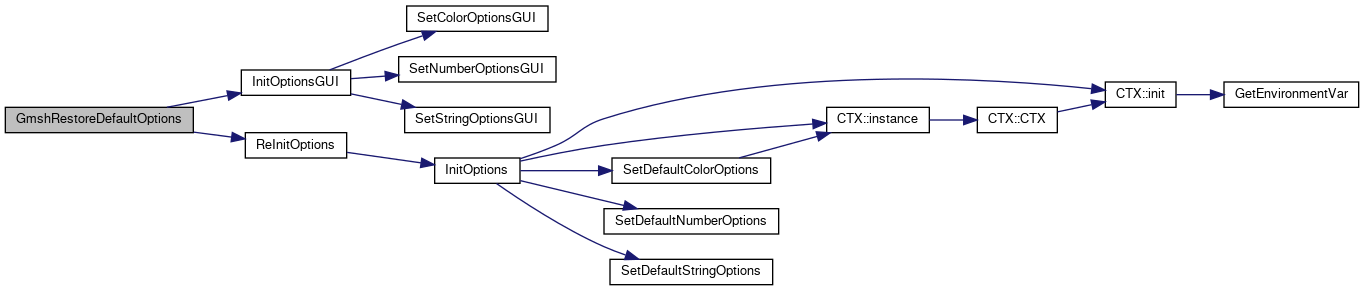 GmshRestoreDefaultOptions
InitOptionsGUI
SetColorOptionsGUI
SetNumberOptionsGUI
SetStringOptionsGUI
ReInitOptions
InitOptions
CTX::init
GetEnvironmentVar
CTX::instance
CTX::CTX
SetDefaultColorOptions
SetDefaultNumberOptions
SetDefaultStringOptions